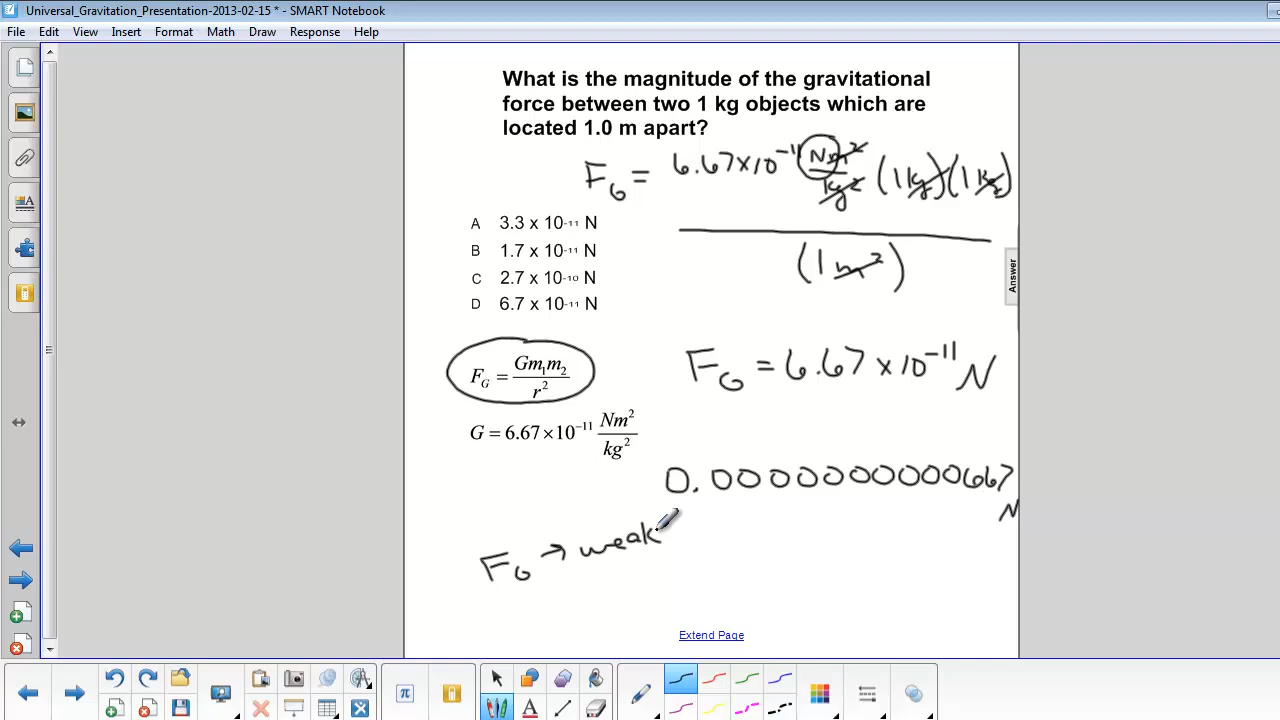 Universal_Gravitation_Presentation-2013-02-15 * - SMART Notebook
File Edit View Insert Format Math Draw Response Help
What is the magnitude of the gravitational
force between two 1 kg objects which are
located 1.0 m apart?
F_G = 6.67×10⁻¹¹ Nm²/kg² (1kg)(1kg)
(1m²)
A 3.3 x 10⁻¹¹ N
B 1.7 x 10⁻¹¹ N
C 2.7 x 10⁻¹⁰ N
D 6.7 x 10⁻¹¹ N
Answer
F_G = Gm₁m₂/r²
F_G = 6.67×10⁻¹¹ N
G = 6.67×10⁻¹¹ Nm²/kg²
0.0000000000667
N
F_G → weak
Extend Page